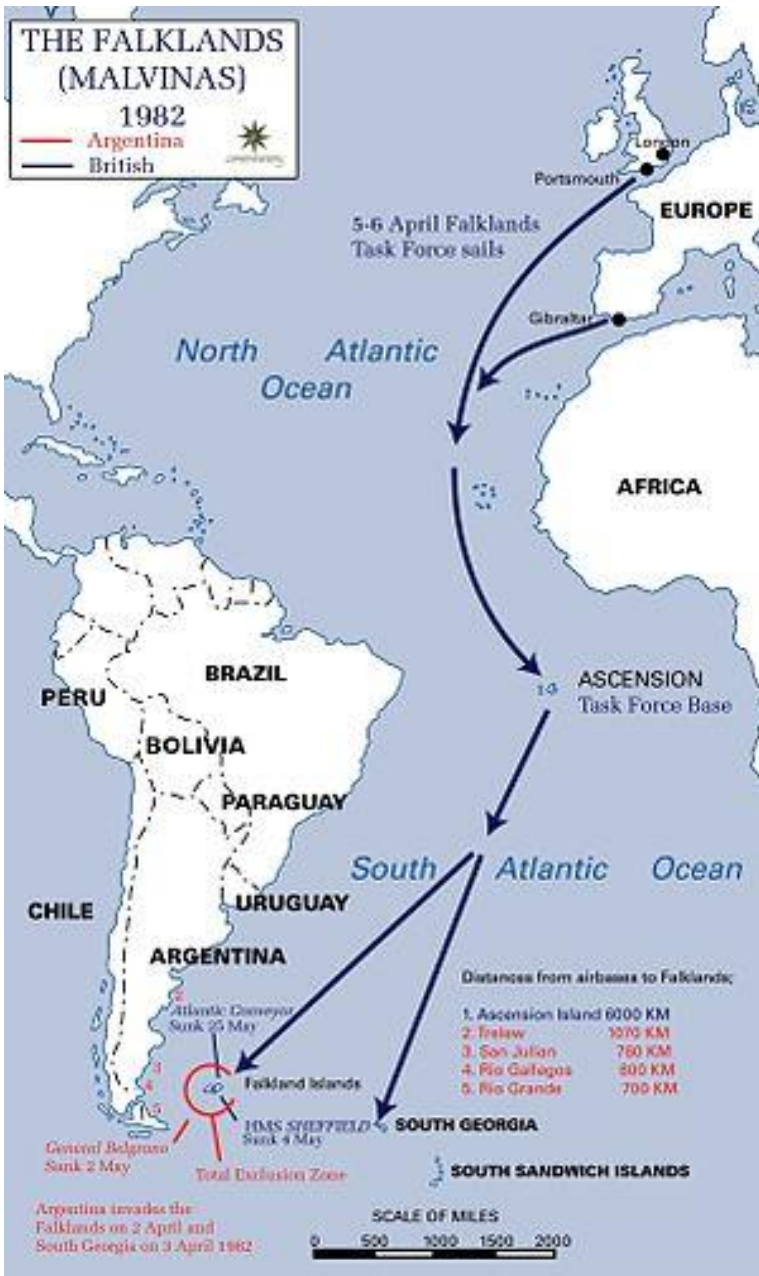 THE FALKLANDS
(MALVINAS)
1982
Argentina
British
London
Portsmouth
EUROPE
5-6 April Falklands
Task Force sails
Gibraltar
North Atlantic
Ocean
AFRICA
BRAZIL
PERU
ASCENSION
Task Force Base
BOLIVIA
PARAGUAY
South Atlantic Ocean
CHILE
URUGUAY
ARGENTINA
Distances from airbases to Falklands;
1. Ascension Island 6000 KM
2. Trelew 1070 KM
3. San Julian 760 KM
4. Rio Gallegos 800 KM
5. Rio Grande 700 KM
2
Atlantic Conveyor
Sunk 25 May
3
4
5
Falkland Islands
HMS SHEFFIELD
Sunk 4 May
SOUTH GEORGIA
General Belgrano
Sunk 2 May
Total Exclusion Zone
SOUTH SANDWICH ISLANDS
Argentina invades the
Falklands on 2 April and
South Georgia on 3 April 1982
SCALE OF MILES
0 500 1000 1500 2000